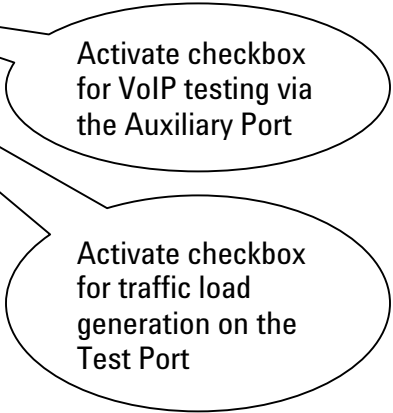 Activate checkbox
for VoIP testing via
the Auxiliary Port
Activate checkbox
for traffic load
generation on the
Test Port